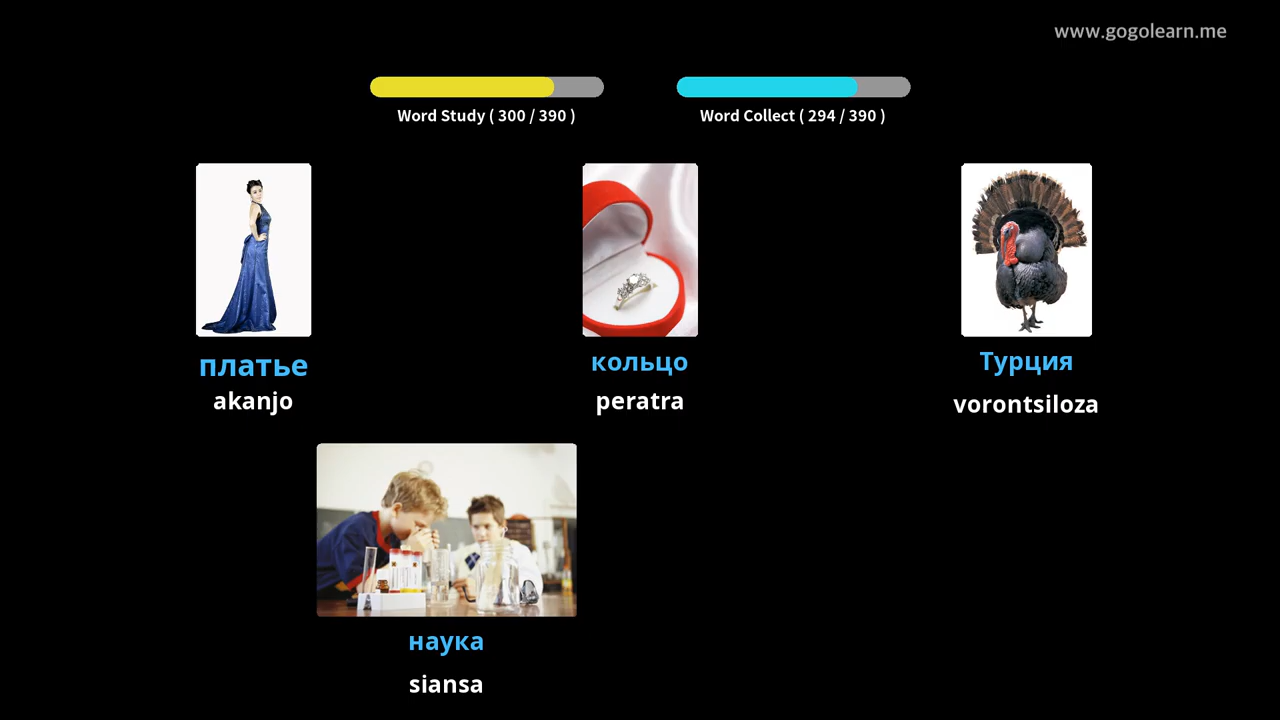 www.gogolearn.me
Word Study ( 300 / 390 )
Word Collect ( 294 / 390 )
платье
akanjo
кольцо
peratra
Турция
vorontsiloza
наука
siansa